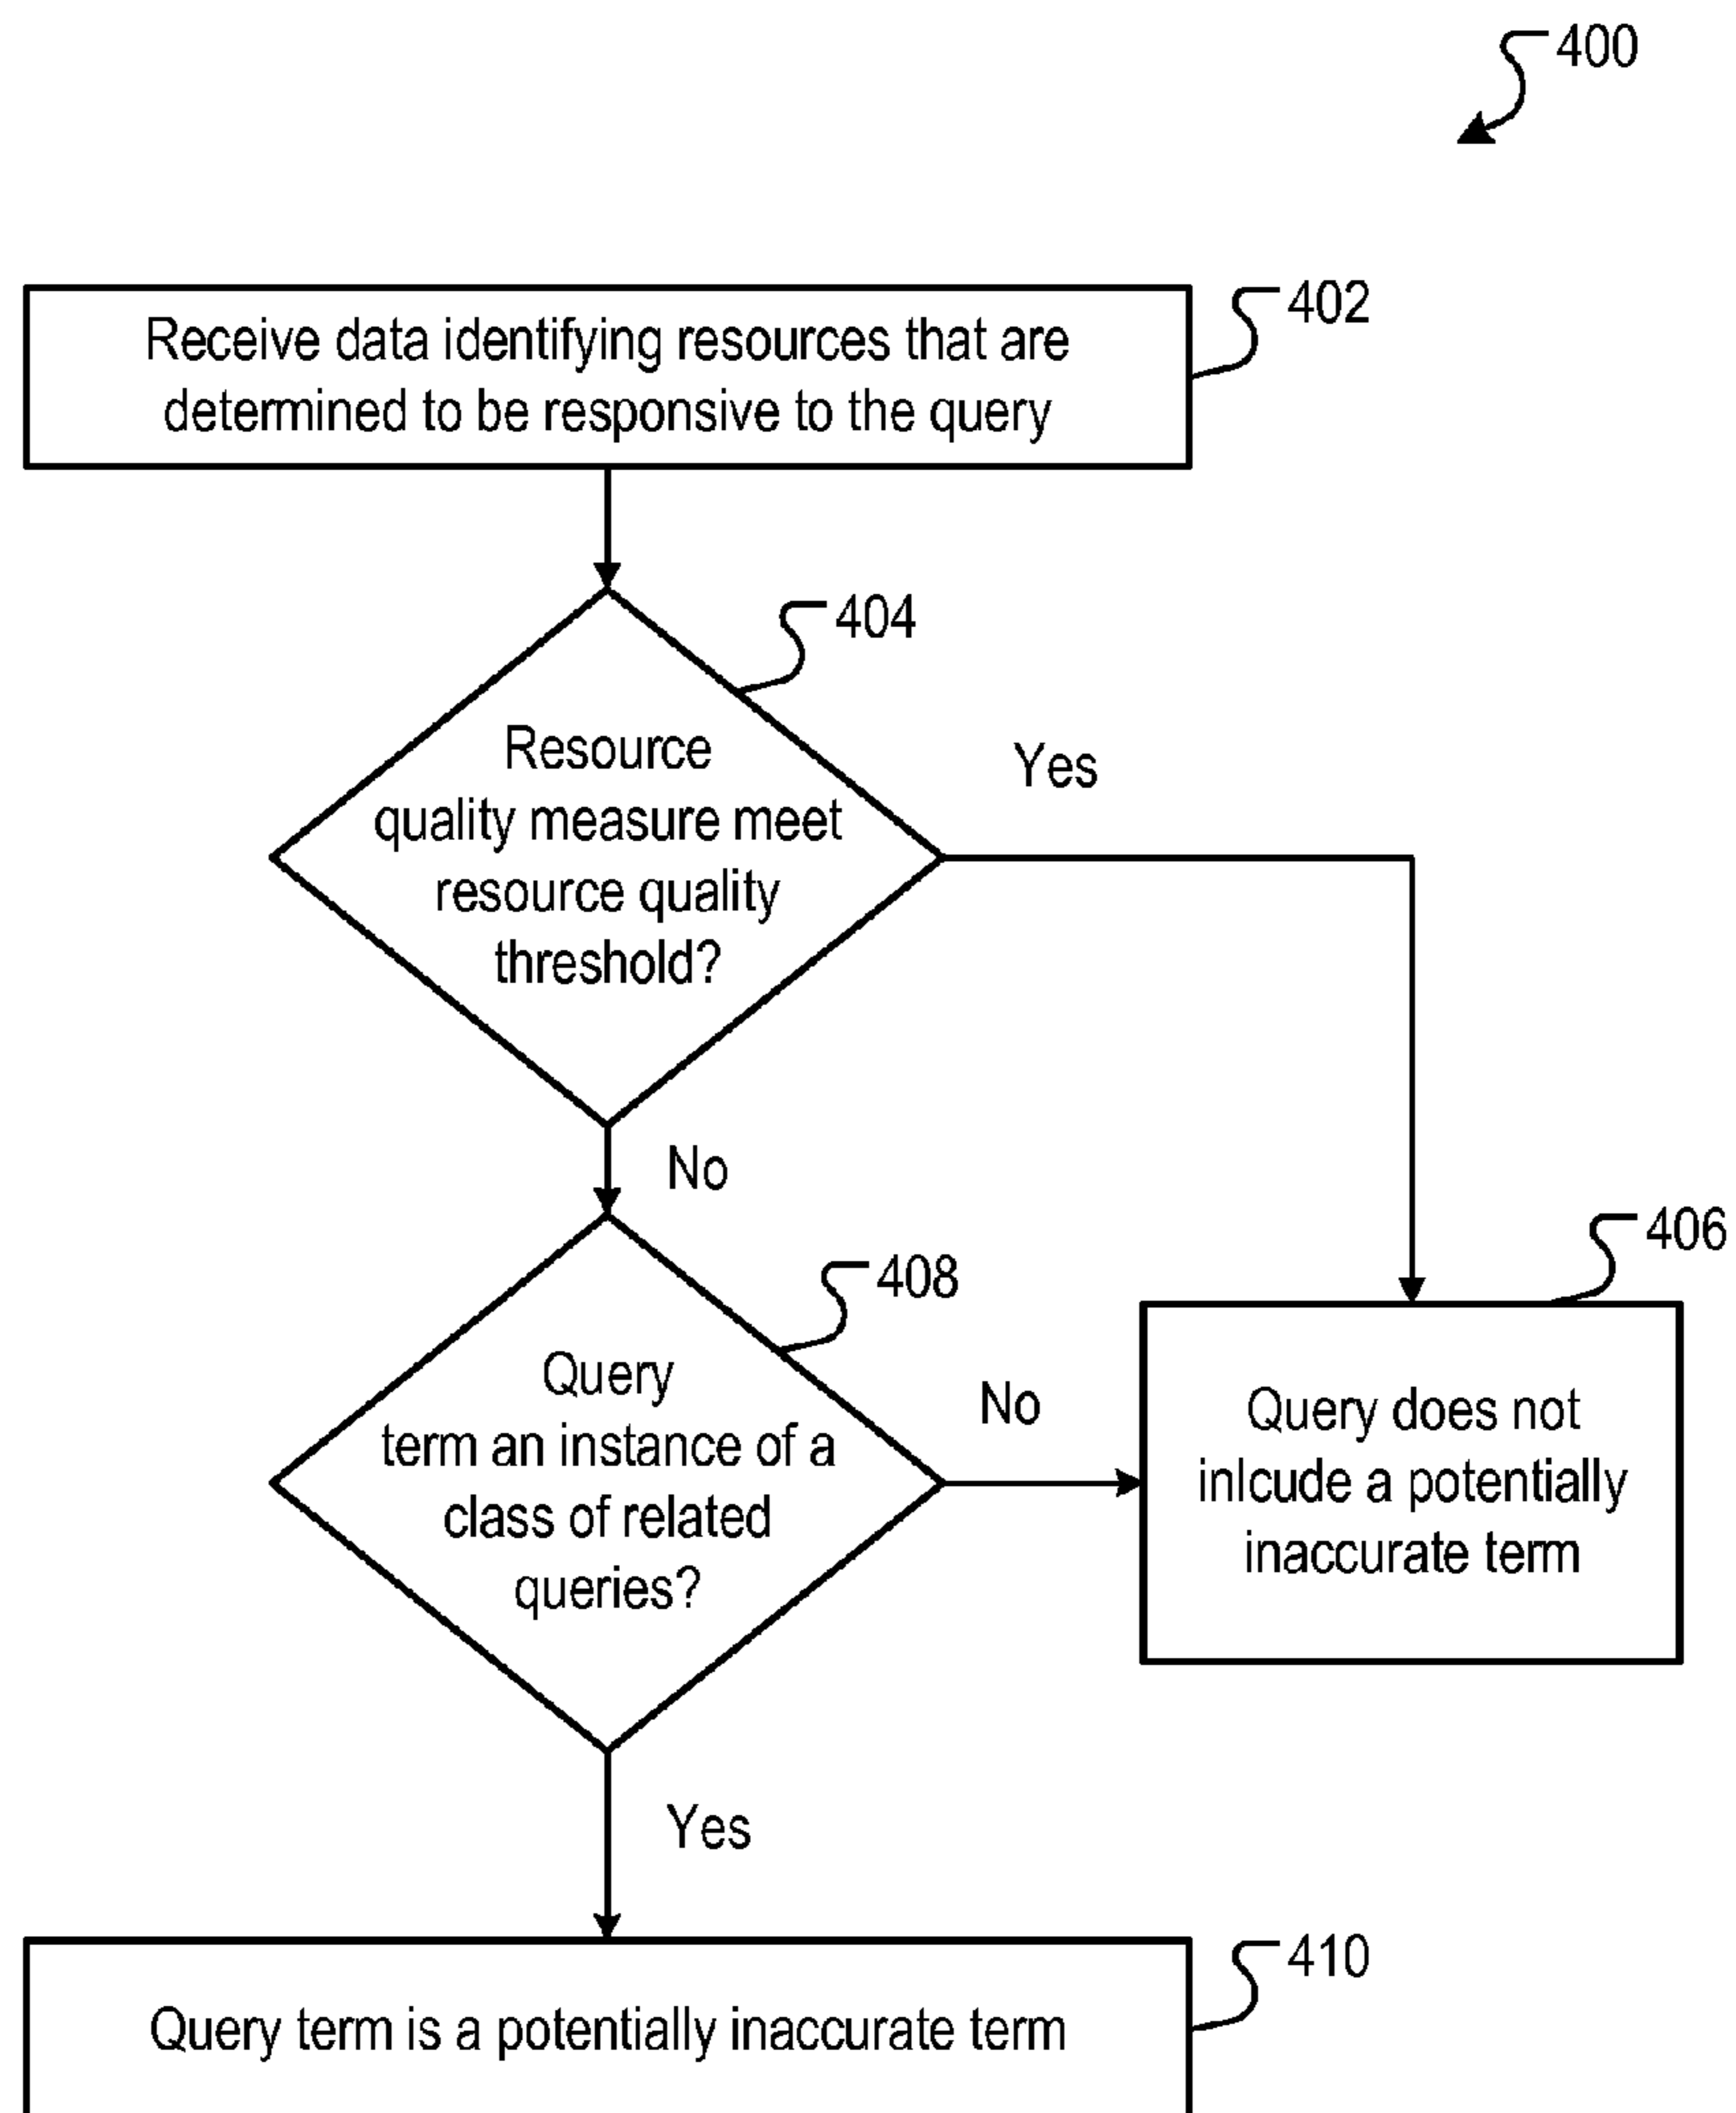 400
Receive data identifying resources that are
determined to be responsive to the query
402
404
Resource
quality measure meet
resource quality
threshold?
Yes
No
406
408
Query
term an instance of a
class of related
queries?
No
Query does not
inlcude a potentially
inaccurate term
Yes
410
Query term is a potentially inaccurate term